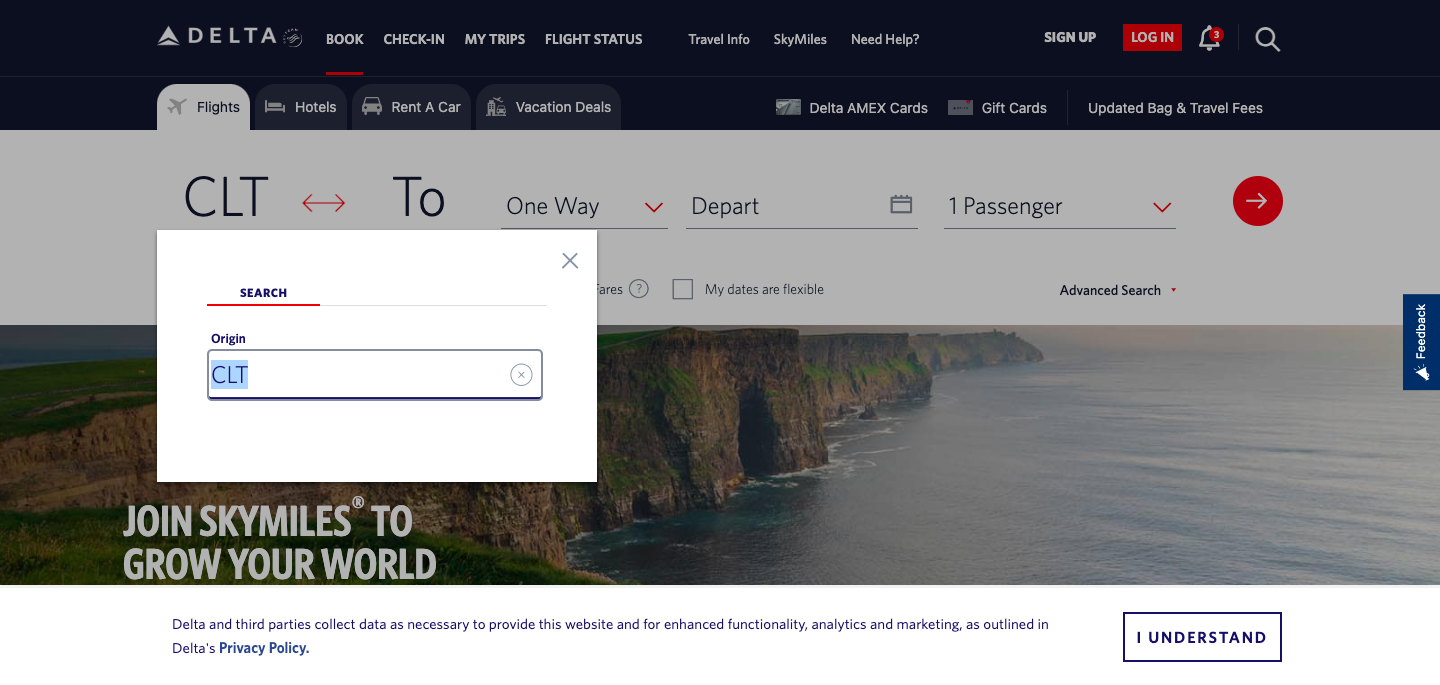 DELTA
BOOK
CHECK-IN
MY TRIPS
FLIGHT STATUS
Travel Info
SkyMiles
Need Help?
SIGN UP
LOG IN
3
Flights
Hotels
Rent A Car
Vacation Deals
Delta AMEX Cards
Gift Cards
Updated Bag & Travel Fees
CLT
To
One Way
Depart
1 Passenger
SEARCH
Fares
?
My dates are flexible
Advanced Search
Origin
CLT
Feedback
JOIN SKYMILES® TO
GROW YOUR WORLD
Delta and third parties collect data as necessary to provide this website and for enhanced functionality, analytics and marketing, as outlined in
Delta's Privacy Policy.
I UNDERSTAND